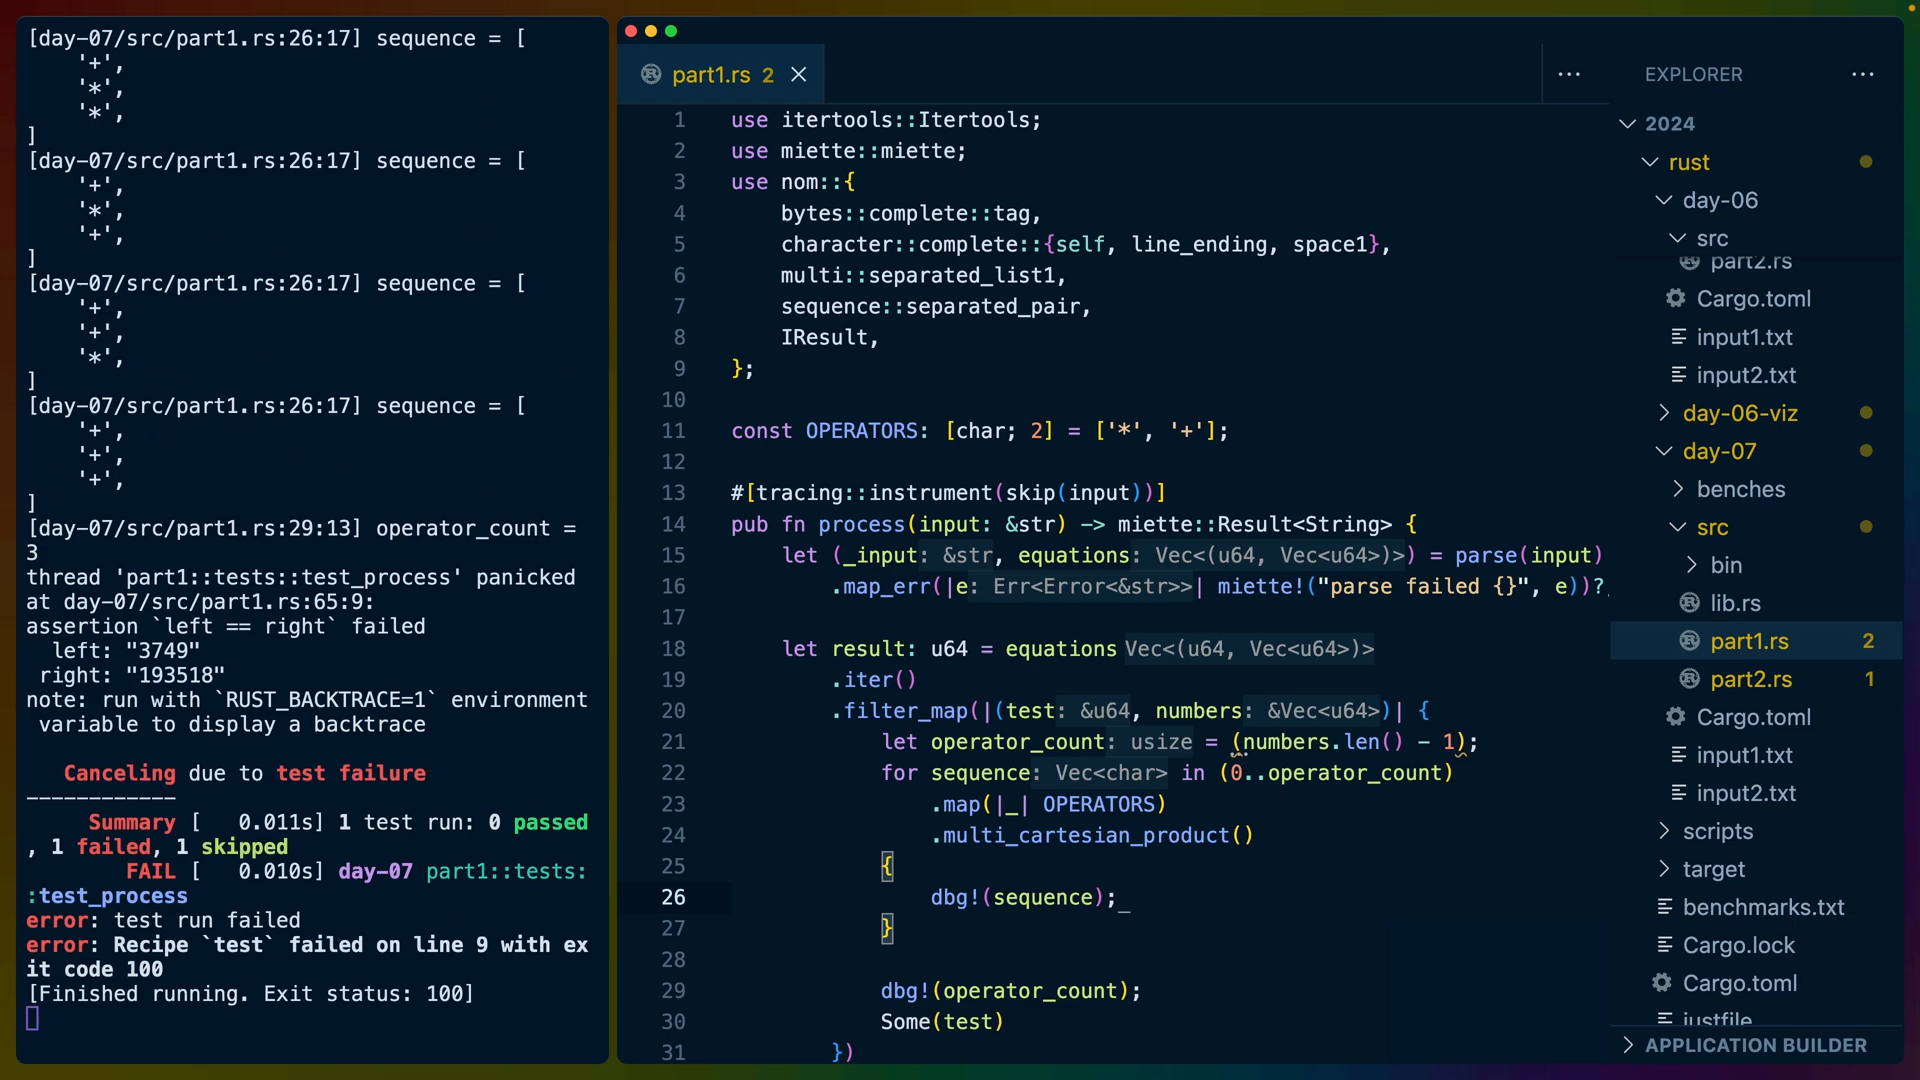 [day-07/src/part1.rs:26:17] sequence = [
    '+',
    '*',
    '*',
]
[day-07/src/part1.rs:26:17] sequence = [
    '+',
    '*',
    '+',
]
[day-07/src/part1.rs:26:17] sequence = [
    '+',
    '+',
    '*',
]
[day-07/src/part1.rs:26:17] sequence = [
    '+',
    '+',
    '+',
]
[day-07/src/part1.rs:29:13] operator_count =
3
thread 'part1::tests::test_process' panicked
at day-07/src/part1.rs:65:9:
assertion `left == right` failed
  left: "3749"
 right: "193518"
note: run with `RUST_BACKTRACE=1` environment
 variable to display a backtrace
   Canceling due to test failure
------------
     Summary [   0.011s] 1 test run: 0 passed
, 1 failed, 1 skipped
        FAIL [   0.010s] day-07 part1::tests:
:test_process
error: test run failed
error: Recipe `test` failed on line 9 with ex
it code 100
[Finished running. Exit status: 100]
part1.rs 2
1 use itertools::Itertools;
2 use miette::miette;
3 use nom::{
4     bytes::complete::tag,
5     character::complete::{self, line_ending, space1},
6     multi::separated_list1,
7     sequence::separated_pair,
8     IResult,
9 };
10
11 const OPERATORS: [char; 2] = ['*', '+'];
12
13 #[tracing::instrument(skip(input))]
14 pub fn process(input: &str) -> miette::Result<String> {
15     let (_input: &str, equations: Vec<(u64, Vec<u64>)>) = parse(input)
16         .map_err(|e: Err<Error<&str>>| miette!("parse failed {}", e))?;
17
18     let result: u64 = equations Vec<(u64, Vec<u64>)>
19         .iter()
20         .filter_map(|(test: &u64, numbers: &Vec<u64>)| {
21             let operator_count: usize = (numbers.len() - 1);
22             for sequence: Vec<char> in (0..operator_count)
23                 .map(|_| OPERATORS)
24                 .multi_cartesian_product()
25             {
26                 dbg!(sequence);
27             }
28
29             dbg!(operator_count);
30             Some(test)
31         })
EXPLORER
2024
rust
day-06
src
part2.rs
Cargo.toml
input1.txt
input2.txt
day-06-viz
day-07
benches
src
bin
lib.rs
part1.rs 2
part2.rs 1
Cargo.toml
input1.txt
input2.txt
scripts
target
benchmarks.txt
Cargo.lock
Cargo.toml
justfile
APPLICATION BUILDER